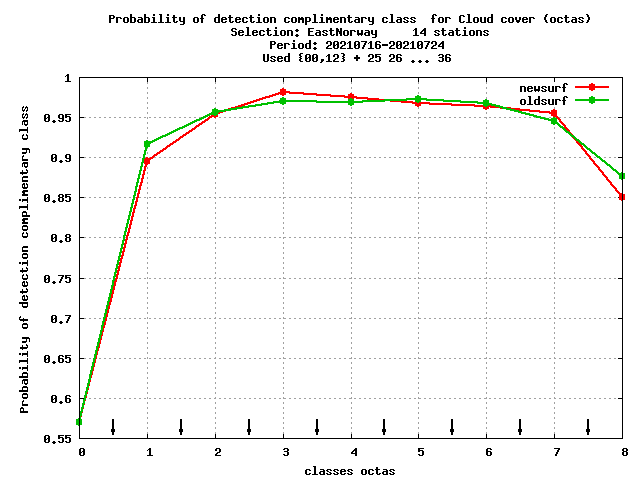 Probability of detection complimentary class  for Cloud cover (octas)
Selection: EastNorway     14 stations
Period: 20210716-20210724
Used {00,12} + 25 26 ... 36
newsurf
oldsurf
1
0.95
0.9
0.85
0.8
0.75
0.7
0.65
0.6
0.55
Probability of detection complimentary class
0 1 2 3 4 5 6 7 8
classes octas